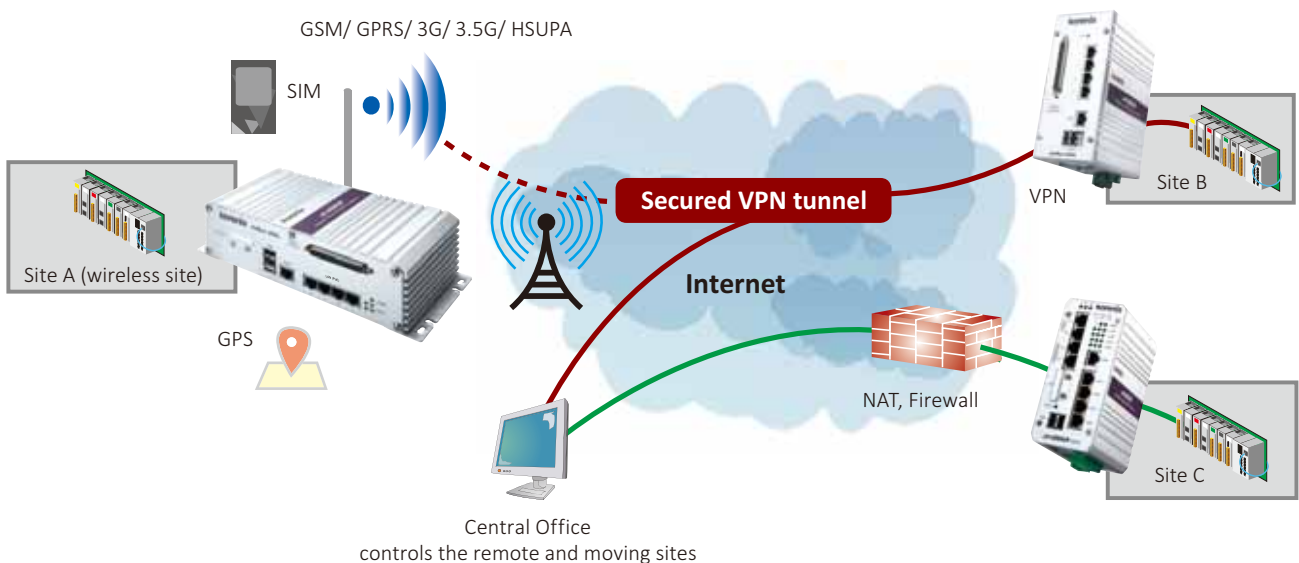 GSM/ GPRS/ 3G/ 3.5G/ HSUPA
SIM
Secured VPN tunnel
VPN
Site B
Site A (wireless site)
Internet
GPS
NAT, Firewall
Site C
Central Office
controls the remote and moving sites